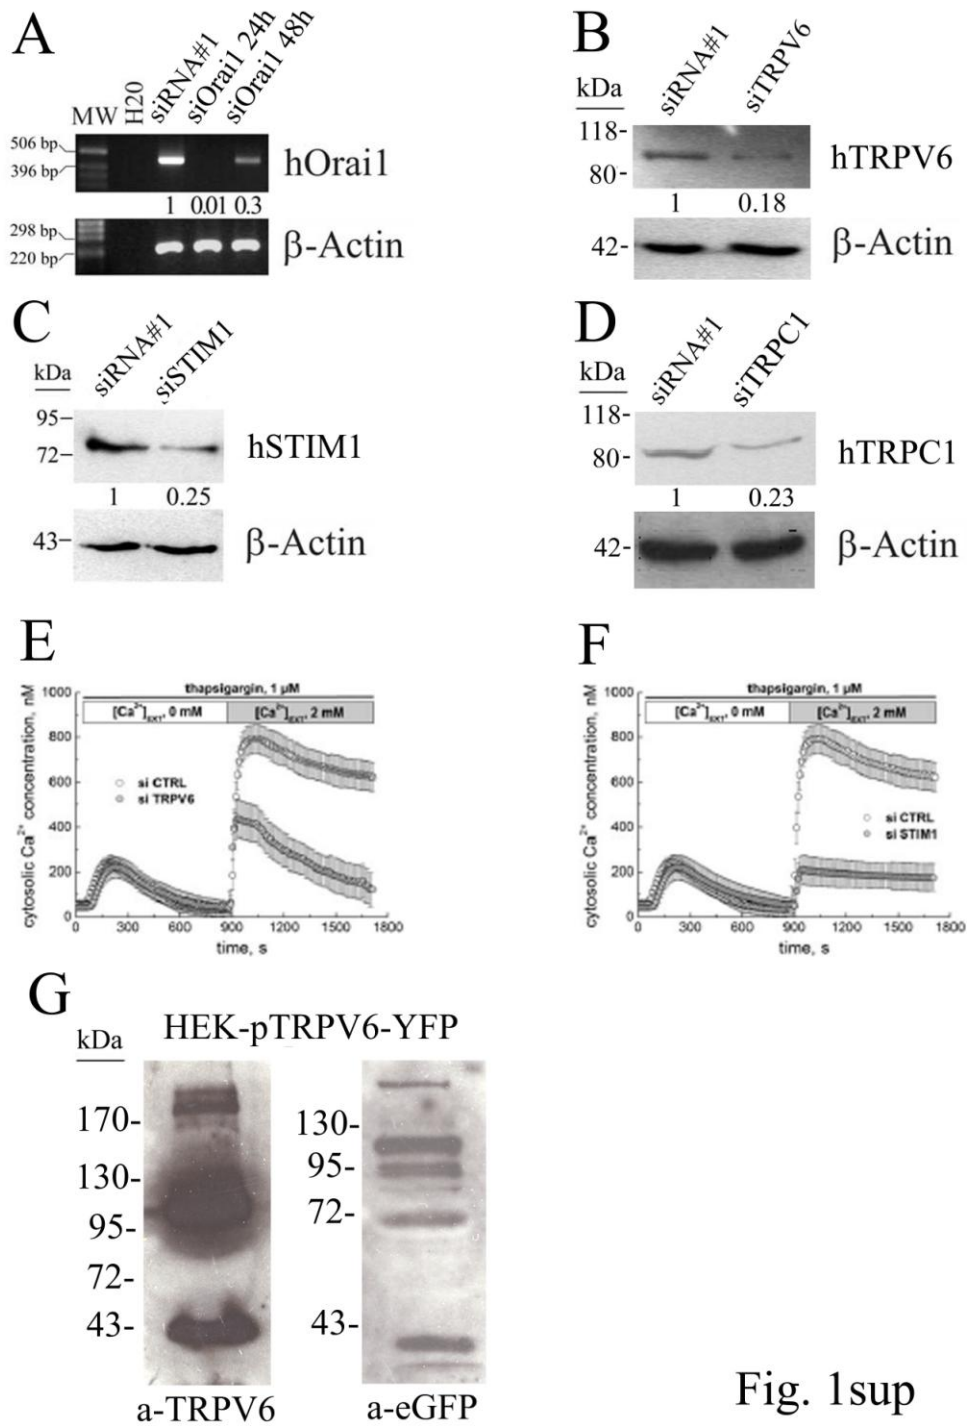 A
MW H20 siRNA#1 siOrai1 24h siOrai1 48h
506 bp
396 bp
hOrai1
1 0.01 0.3
298 bp
220 bp
β-Actin
B
kDa
siRNA#1 siTRPV6
118-
80-
hTRPV6
1 0.18
42-
β-Actin
C
kDa
siRNA#1 siSTIM1
95-
72-
hSTIM1
1 0.25
43-
β-Actin
D
kDa
siRNA#1 siTRPC1
118-
80-
hTRPC1
1 0.23
42-
β-Actin
E
thapsigargin, 1 µM
[Ca²⁺]EXT, 0 mM [Ca²⁺]EXT, 2 mM
cytosolic Ca²⁺ concentration, nM
1000
800
600
400
200
0
si CTRL
si TRPV6
0 300 600 900 1200 1500 1800
time, s
F
thapsigargin, 1 µM
[Ca²⁺]EXT, 0 mM [Ca²⁺]EXT, 2 mM
cytosolic Ca²⁺ concentration, nM
1000
800
600
400
200
0
si CTRL
si STIM1
0 300 600 900 1200 1500 1800
time, s
G
HEK-pTRPV6-YFP
kDa
170-
130-
95-
72-
43-
a-TRPV6
130-
95-
72-
43-
a-eGFP
Fig. 1sup